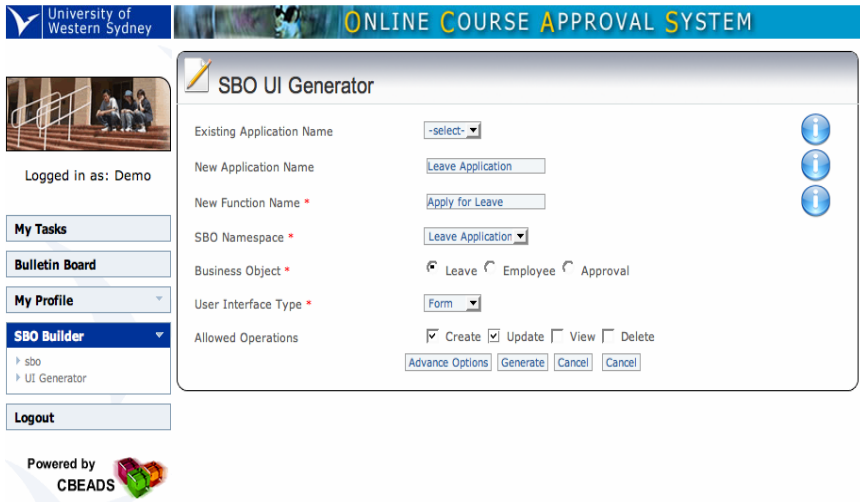 University of
Western Sydney
ONLINE COURSE APPROVAL SYSTEM
Logged in as: Demo
My Tasks
Bulletin Board
My Profile
SBO Builder
sbo
UI Generator
Logout
Powered by
CBEADS
SBO UI Generator
Existing Application Name -select-
New Application Name Leave Application
New Function Name * Apply for Leave
SBO Namespace * Leave Application
Business Object * Leave Employee Approval
User Interface Type * Form
Allowed Operations Create Update View Delete
Advance Options Generate Cancel Cancel